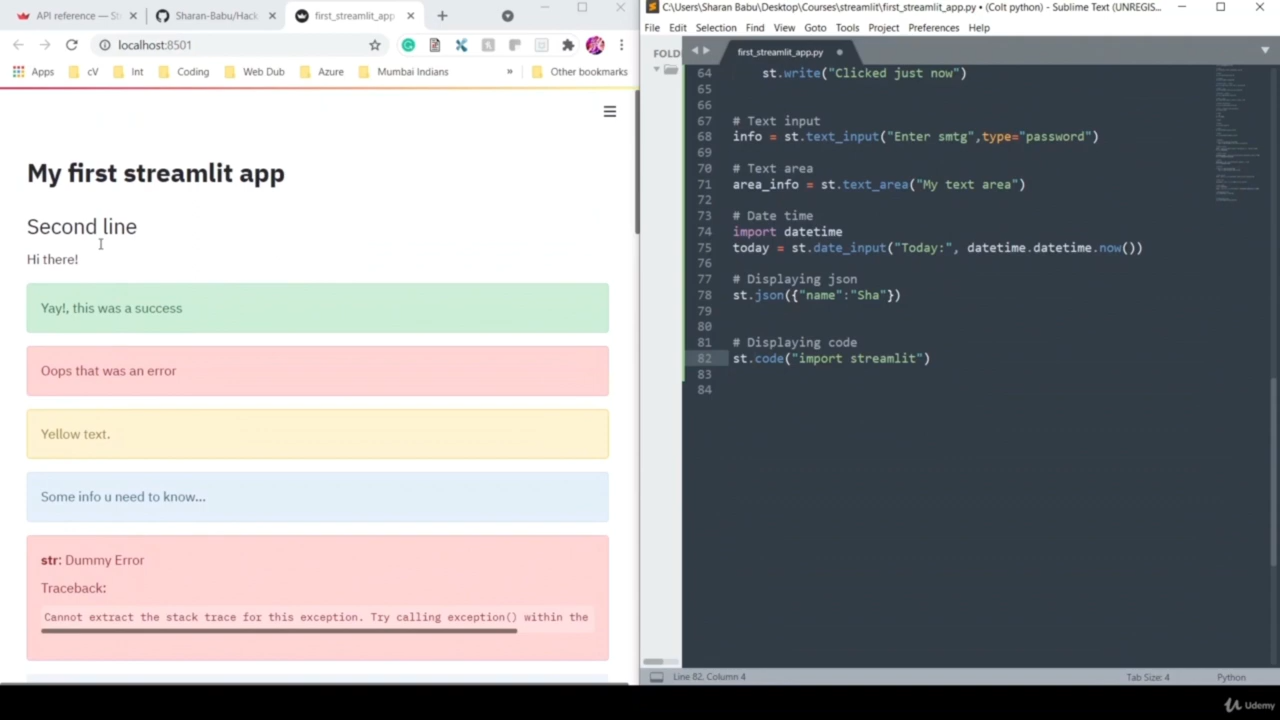 API reference — St
Sharan-Babu/Hack
first_streamlit_app
localhost:8501
Apps
cV
Int
Coding
Web Dub
Azure
Mumbai Indians
»
Other bookmarks
My first streamlit app
Second line
Hi there!
Yay!, this was a success
Oops that was an error
Yellow text.
Some info u need to know...
str: Dummy Error
Traceback:
Cannot extract the stack trace for this exception. Try calling exception() within the
C:\Users\Sharan Babu\Desktop\Courses\streamlit\first_streamlit_app.py • (Colt python) - Sublime Text (UNREGIS...
File Edit Selection Find View Goto Tools Project Preferences Help
FOLD
first_streamlit_app.py
64 st.write("Clicked just now")
65
66
67 # Text input
68 info = st.text_input("Enter smtg",type="password")
69
70 # Text area
71 area_info = st.text_area("My text area")
72
73 # Date time
74 import datetime
75 today = st.date_input("Today:", datetime.datetime.now())
76
77 # Displaying json
78 st.json({"name":"Sha"})
79
80
81 # Displaying code
82 st.code("import streamlit")
83
84
Line 82, Column 4
Tab Size: 4
Python
Udemy